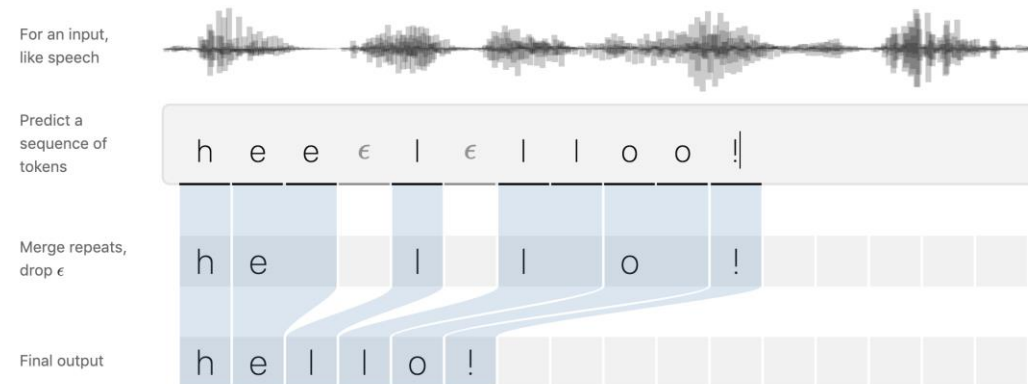 For an input,
like speech
Predict a
sequence of
tokens
h e e ϵ l ϵ l l o o !
Merge repeats,
drop ϵ
h e l l o !
Final output
h e l l o !